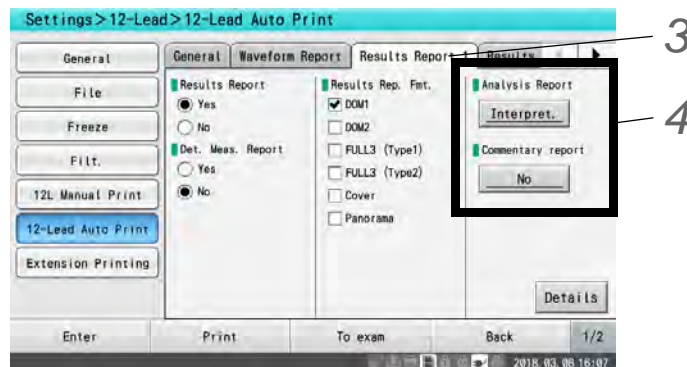 Settings>12-Lead>12-Lead Auto Print
General
File
Freeze
Filt.
12L Manual Print
12-Lead Auto Print
Extension Printing
General
Waveform Report
Results Report
Results
Results Report
Yes
No
Det. Meas. Report
Yes
No
Results Rep. Fmt.
DOM1
DOM2
FULL3 (Type1)
FULL3 (Type2)
Cover
Panorama
Analysis Report
Interpret.
Commentary report
No
Details
Enter
Print
To exam
Back
1/2
2018.03.08 16:07
3
4